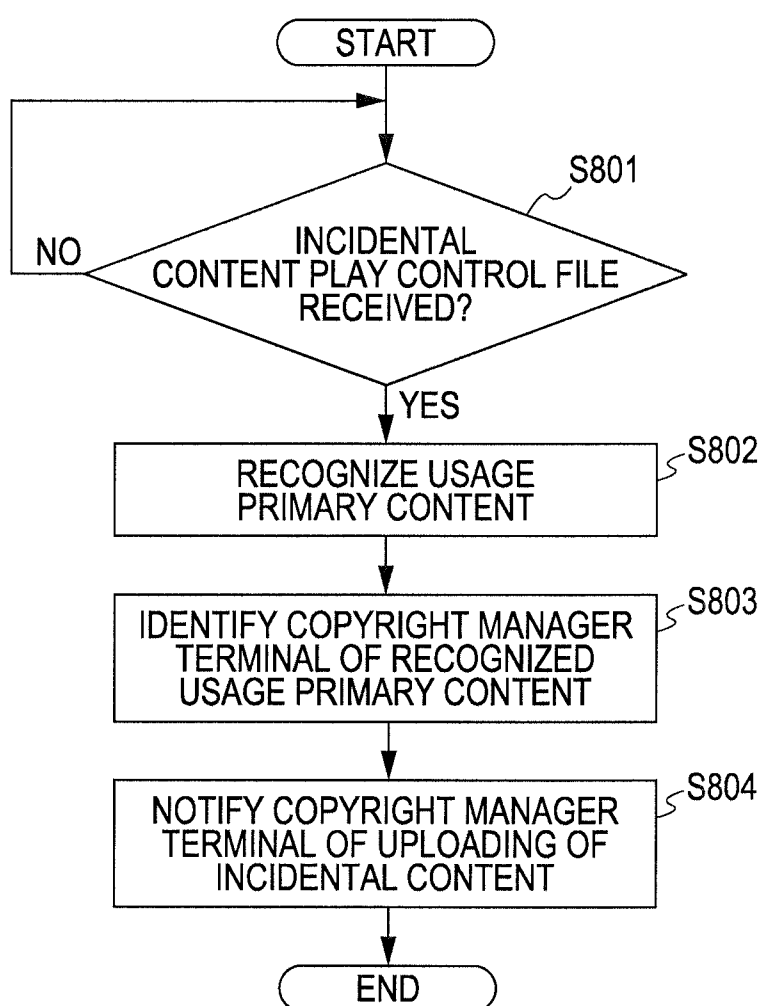 START
S801
INCIDENTAL
CONTENT PLAY CONTROL FILE
RECEIVED?
NO
YES
S802
RECOGNIZE USAGE
PRIMARY CONTENT
S803
IDENTIFY COPYRIGHT MANAGER
TERMINAL OF RECOGNIZED
USAGE PRIMARY CONTENT
S804
NOTIFY COPYRIGHT MANAGER
TERMINAL OF UPLOADING OF
INCIDENTAL CONTENT
END